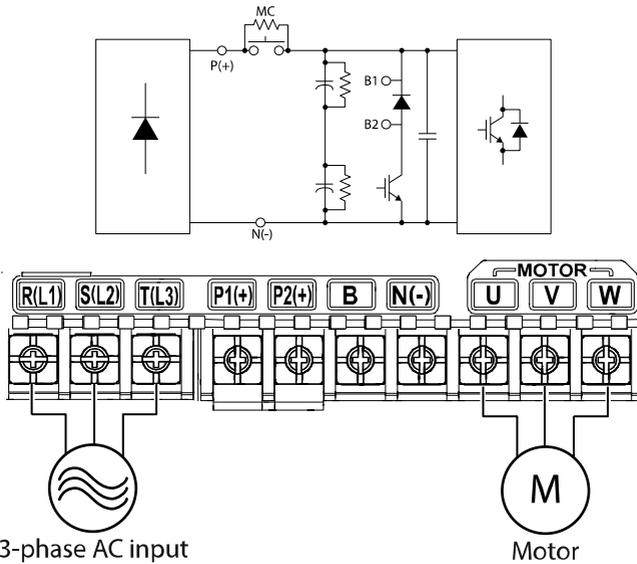 MC
P(+)
B1
B2
N(-)
MOTOR
R(L1) S(L2) T(L3) P1(+) P2(+) B N(-) U V W
M
3-phase AC input
Motor